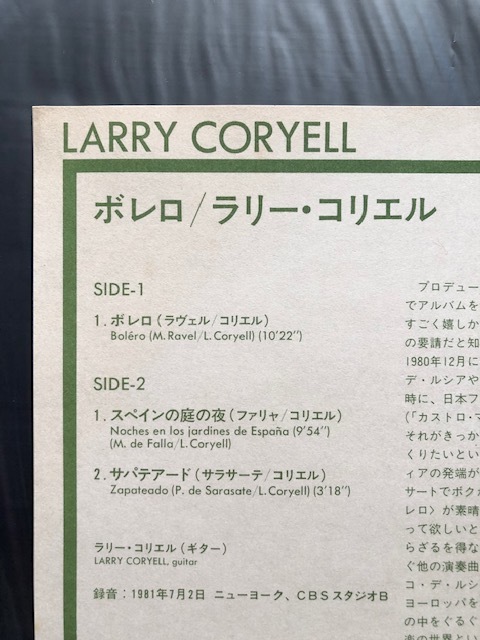 LARRY CORYELL
ボレロ/ラリー・コリエル
SIDE-1
1. ボレロ(ラヴェル/コリエル)
Boléro (M. Ravel/L. Coryell) (10'22")
SIDE-2
1. スペインの庭の夜(ファリャ/コリエル)
Noches en los jardines de España (9'54")
(M. de Falla/L. Coryell)
2. サパテアード(サラサーテ/コリエル)
Zapateado (P. de Sarasate/L. Coryell) (3'18")
ラリー・コリエル(ギター)
LARRY CORYELL, guitar
録音:1981年7月2日 ニューヨーク、CBSスタジオB
プロデュー
でアルバムを
すごく嬉しか
の要請だと知
1980年12月に
デ・ルシアや
時に、日本フ
(「カストロ・マ
それがきっか
くりたいとい
ィアの発端が
サートでボク
レロ〉が素晴
って欲しいと
らざるを得な
ぐ他の演奏曲
コ・デ・ルシ
ヨーロッパを
の中をぐるぐ
楽の世界とい